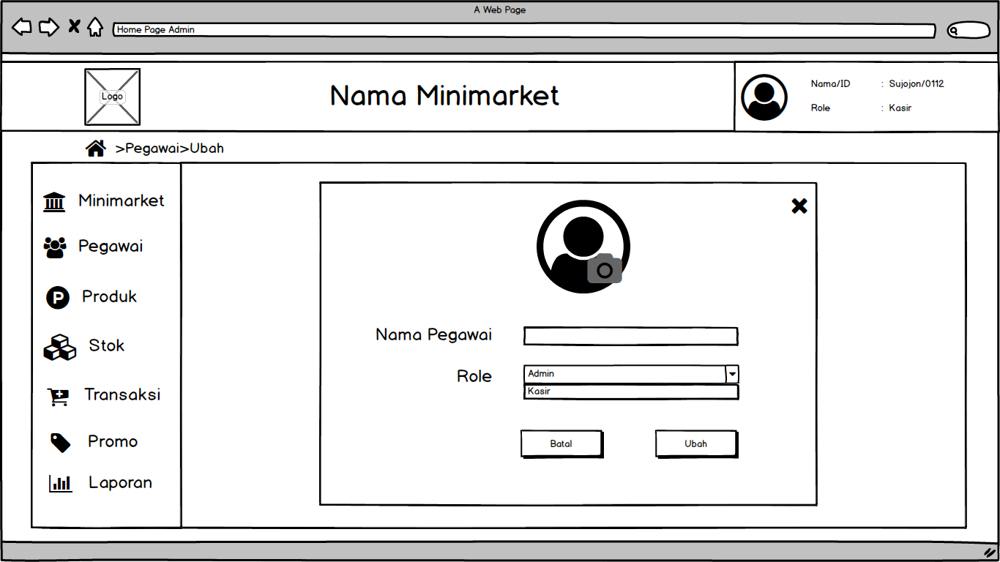 A Web Page
Home Page Admin
Logo
Nama Minimarket
Nama/ID : Sujojon/0112
Role : Kasir
>Pegawai>Ubah
Minimarket
Pegawai
P Produk
Stok
Transaksi
Promo
Laporan
Nama Pegawai
Role
Admin
Kasir
Batal
Ubah